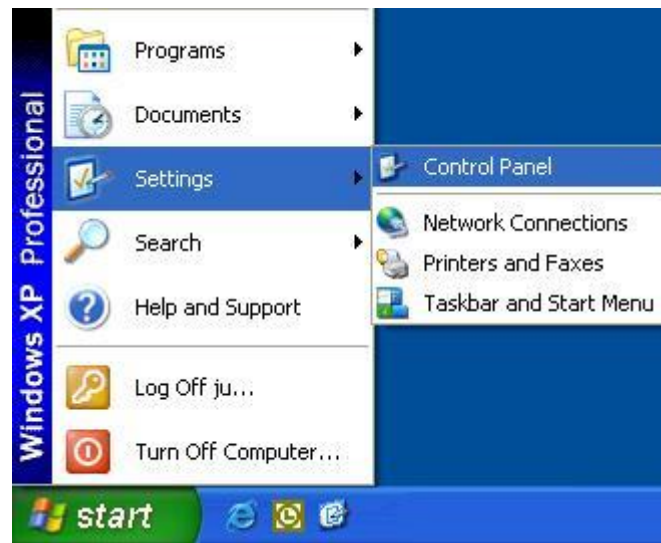 Windows XP Professional
Programs
Documents
Settings
Search
Help and Support
Log Off ju...
Turn Off Computer...
Control Panel
Network Connections
Printers and Faxes
Taskbar and Start Menu
start